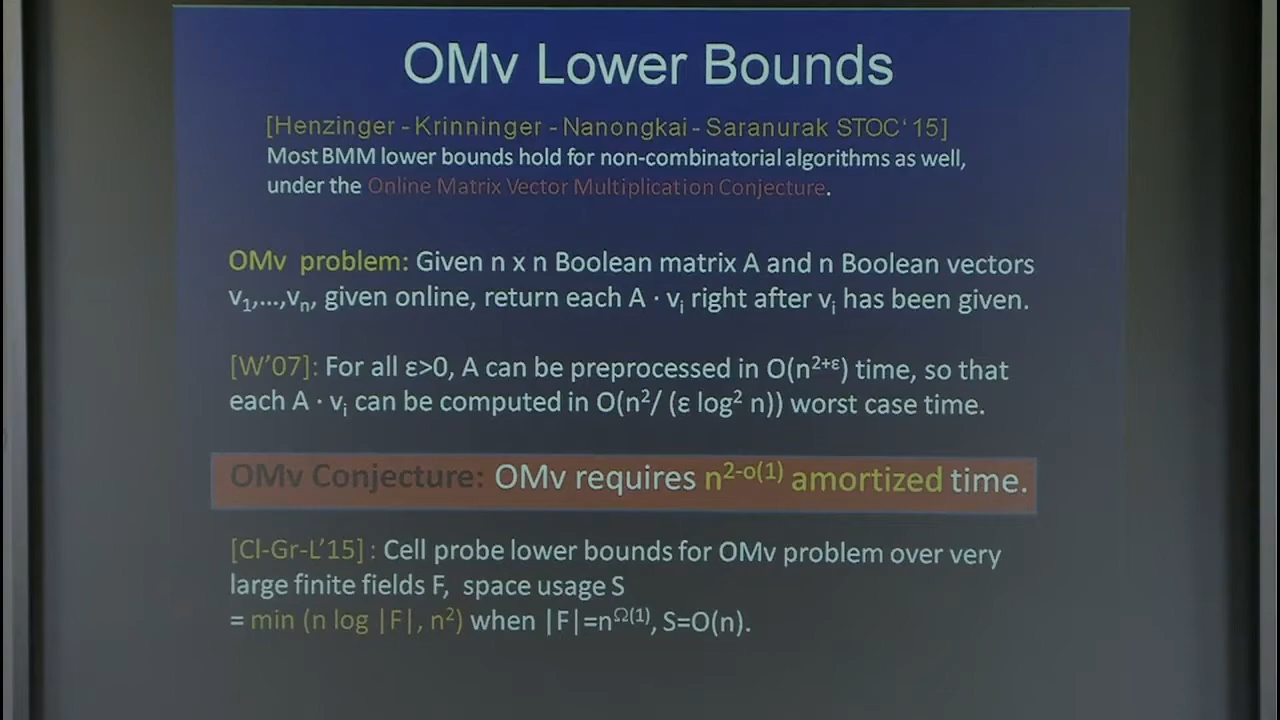 OMv Lower Bounds
[Henzinger - Krinninger - Nanongkai - Saranurak STOC‘ 15]
Most BMM lower bounds hold for non-combinatorial algorithms as well,
under the Online Matrix Vector Multiplication Conjecture.
OMv problem: Given n x n Boolean matrix A and n Boolean vectors
v₁,...,vₙ, given online, return each A · vᵢ right after vᵢ has been given.
[W’07]: For all ε>0, A can be preprocessed in O(n²⁺ᵋ) time, so that
each A · vᵢ can be computed in O(n²/ (ε log² n)) worst case time.
OMv Conjecture: OMv requires n²⁻ᵒ⁽¹⁾ amortized time.
[Cl-Gr-L’15] : Cell probe lower bounds for OMv problem over very
large finite fields F, space usage S
= min (n log |F|, n²) when |F|=n^Ω(1), S=O(n).